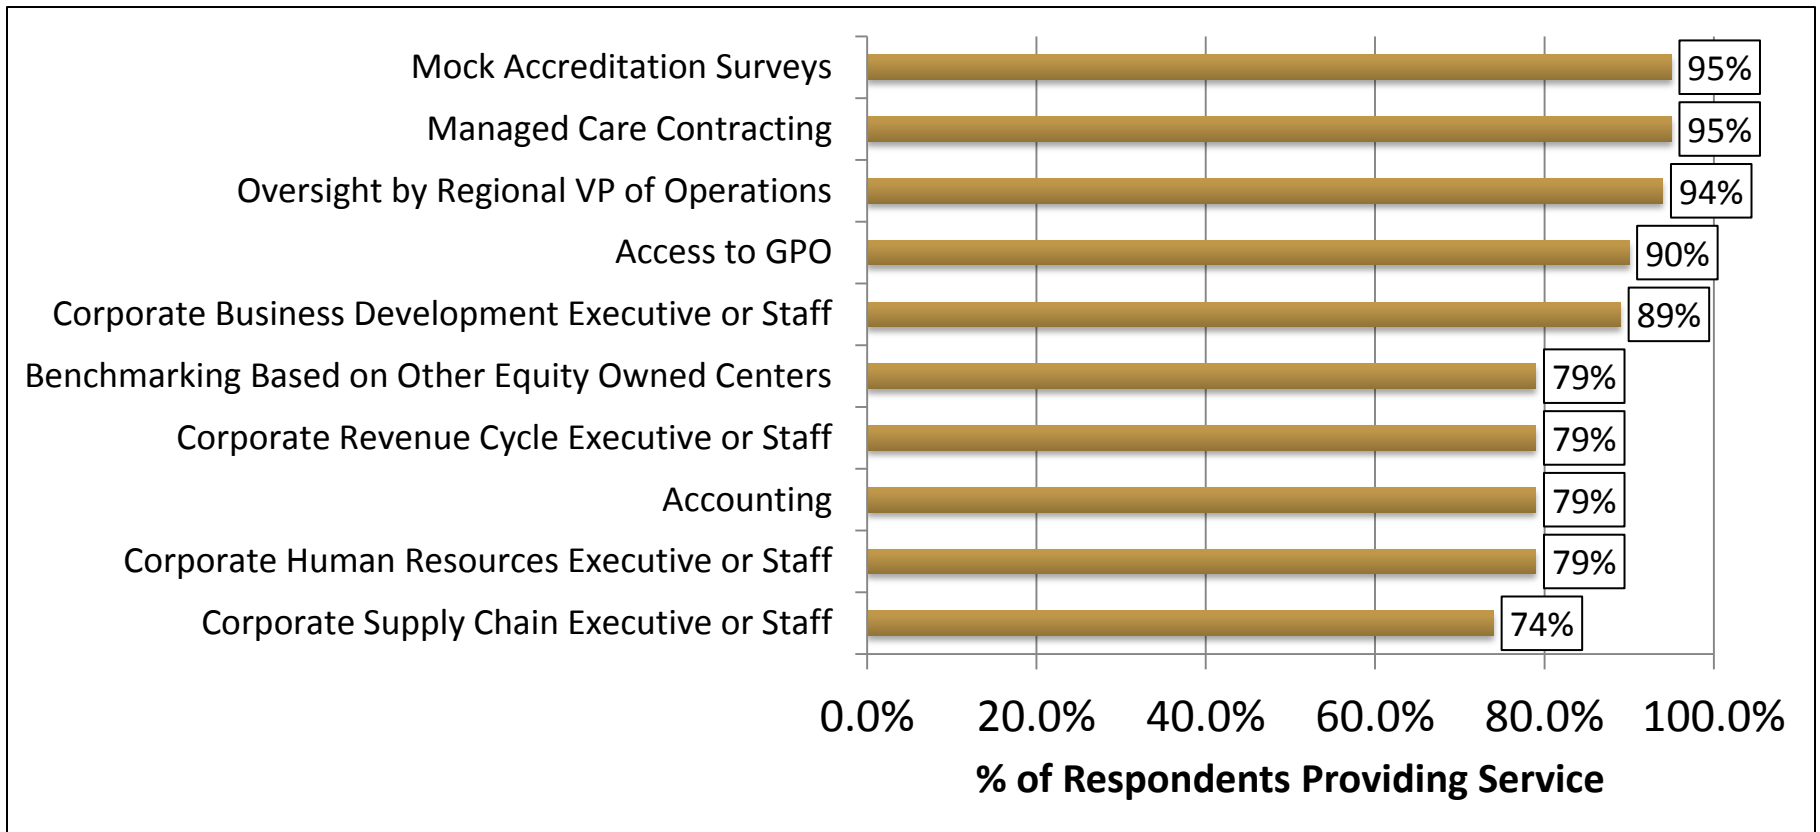 Mock Accreditation Surveys 95%
Managed Care Contracting 95%
Oversight by Regional VP of Operations 94%
Access to GPO 90%
Corporate Business Development Executive or Staff 89%
Benchmarking Based on Other Equity Owned Centers 79%
Corporate Revenue Cycle Executive or Staff 79%
Accounting 79%
Corporate Human Resources Executive or Staff 79%
Corporate Supply Chain Executive or Staff 74%
0.0% 20.0% 40.0% 60.0% 80.0% 100.0%
% of Respondents Providing Service